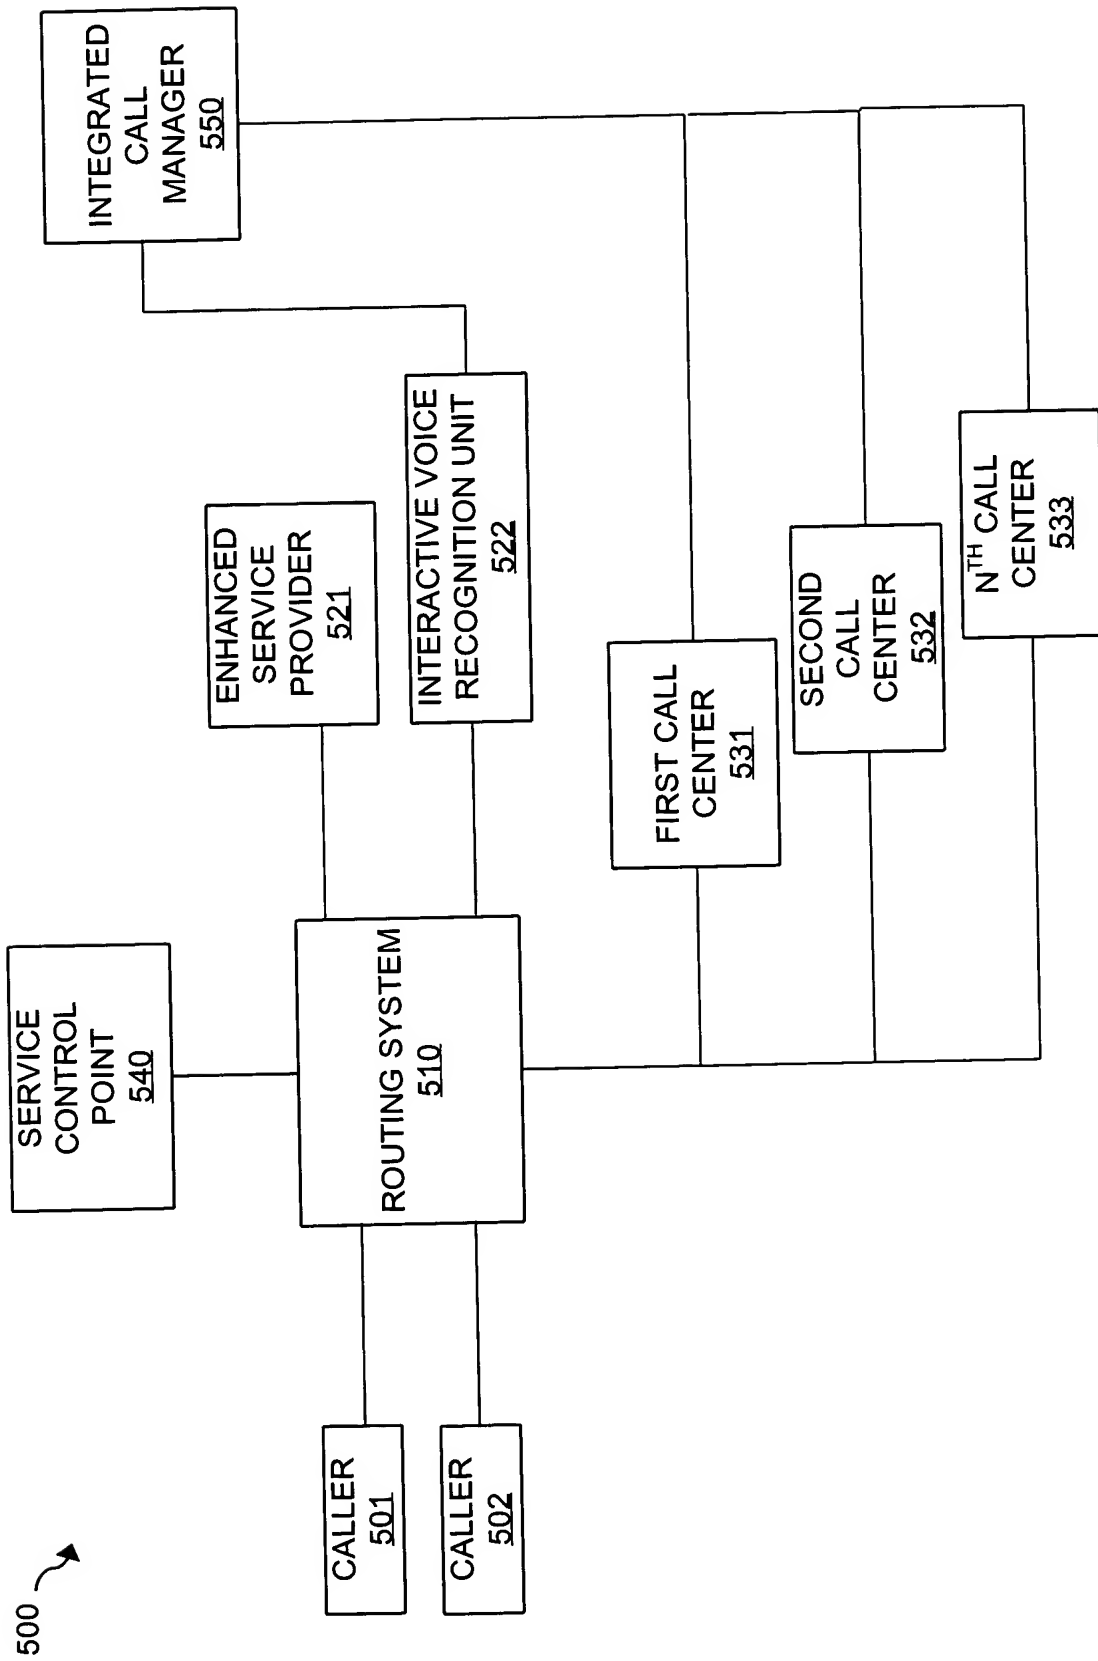 500
SERVICE
CONTROL
POINT
540
INTEGRATED
CALL
MANAGER
550
ENHANCED
SERVICE
PROVIDER
521
CALLER
501
ROUTING SYSTEM
510
INTERACTIVE VOICE
RECOGNITION UNIT
522
CALLER
502
FIRST CALL
CENTER
531
SECOND
CALL
CENTER
532
NTH CALL
CENTER
533